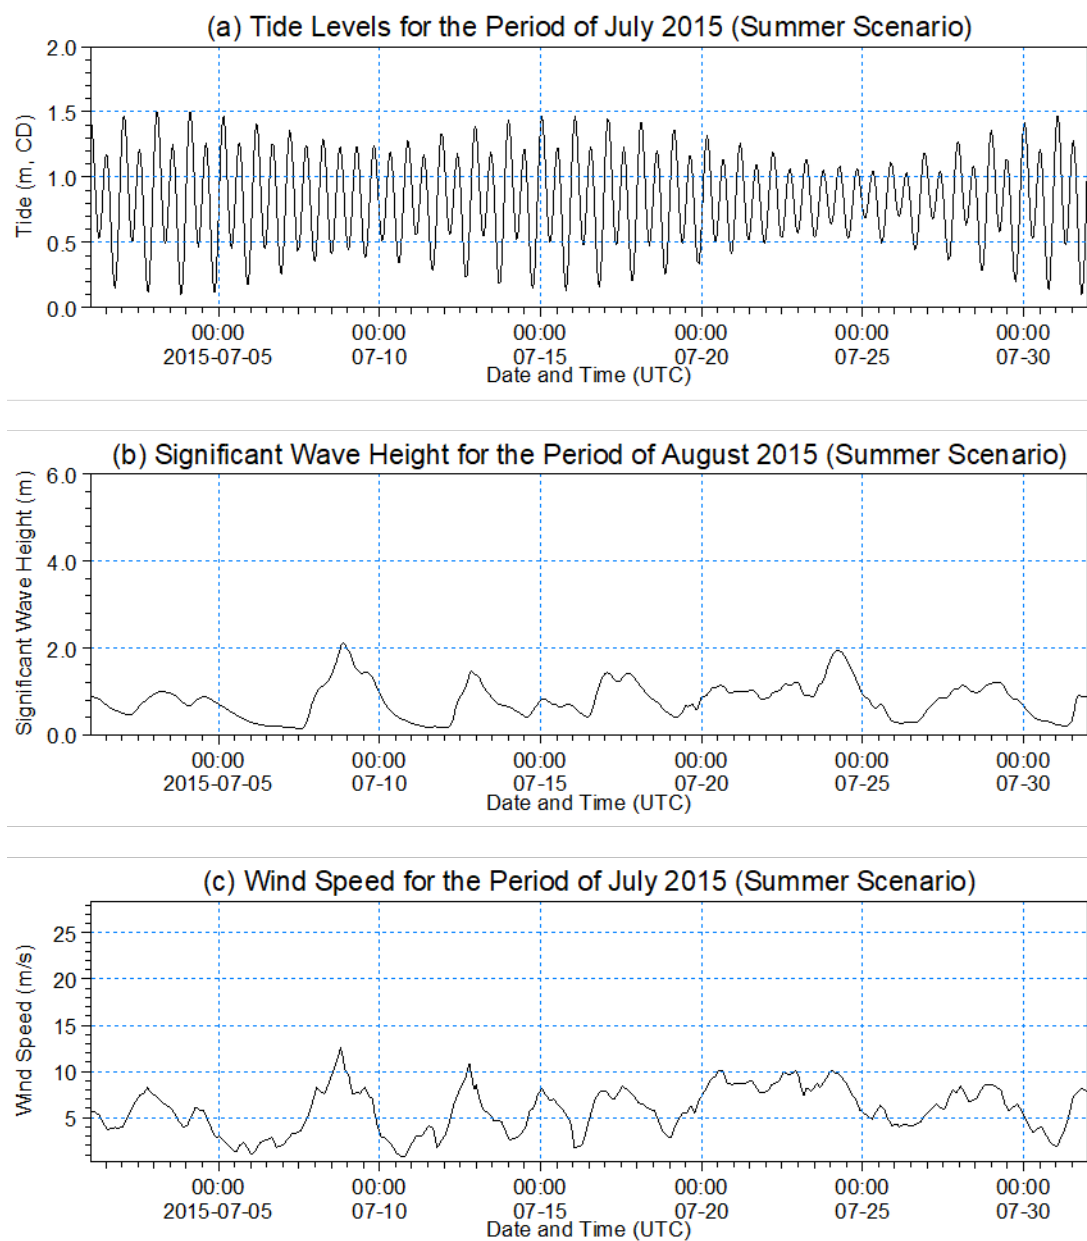 (a) Tide Levels for the Period of July 2015 (Summer Scenario)
Tide (m, CD)
2.0
1.5
1.0
0.5
0.0
00:00 00:00 00:00 00:00 00:00 00:00
2015-07-05 07-10 07-15 07-20 07-25 07-30
Date and Time (UTC)
(b) Significant Wave Height for the Period of August 2015 (Summer Scenario)
Significant Wave Height (m)
6.0
4.0
2.0
0.0
00:00 00:00 00:00 00:00 00:00 00:00
2015-07-05 07-10 07-15 07-20 07-25 07-30
Date and Time (UTC)
(c) Wind Speed for the Period of July 2015 (Summer Scenario)
Wind Speed (m/s)
25
20
15
10
5
00:00 00:00 00:00 00:00 00:00 00:00
2015-07-05 07-10 07-15 07-20 07-25 07-30
Date and Time (UTC)